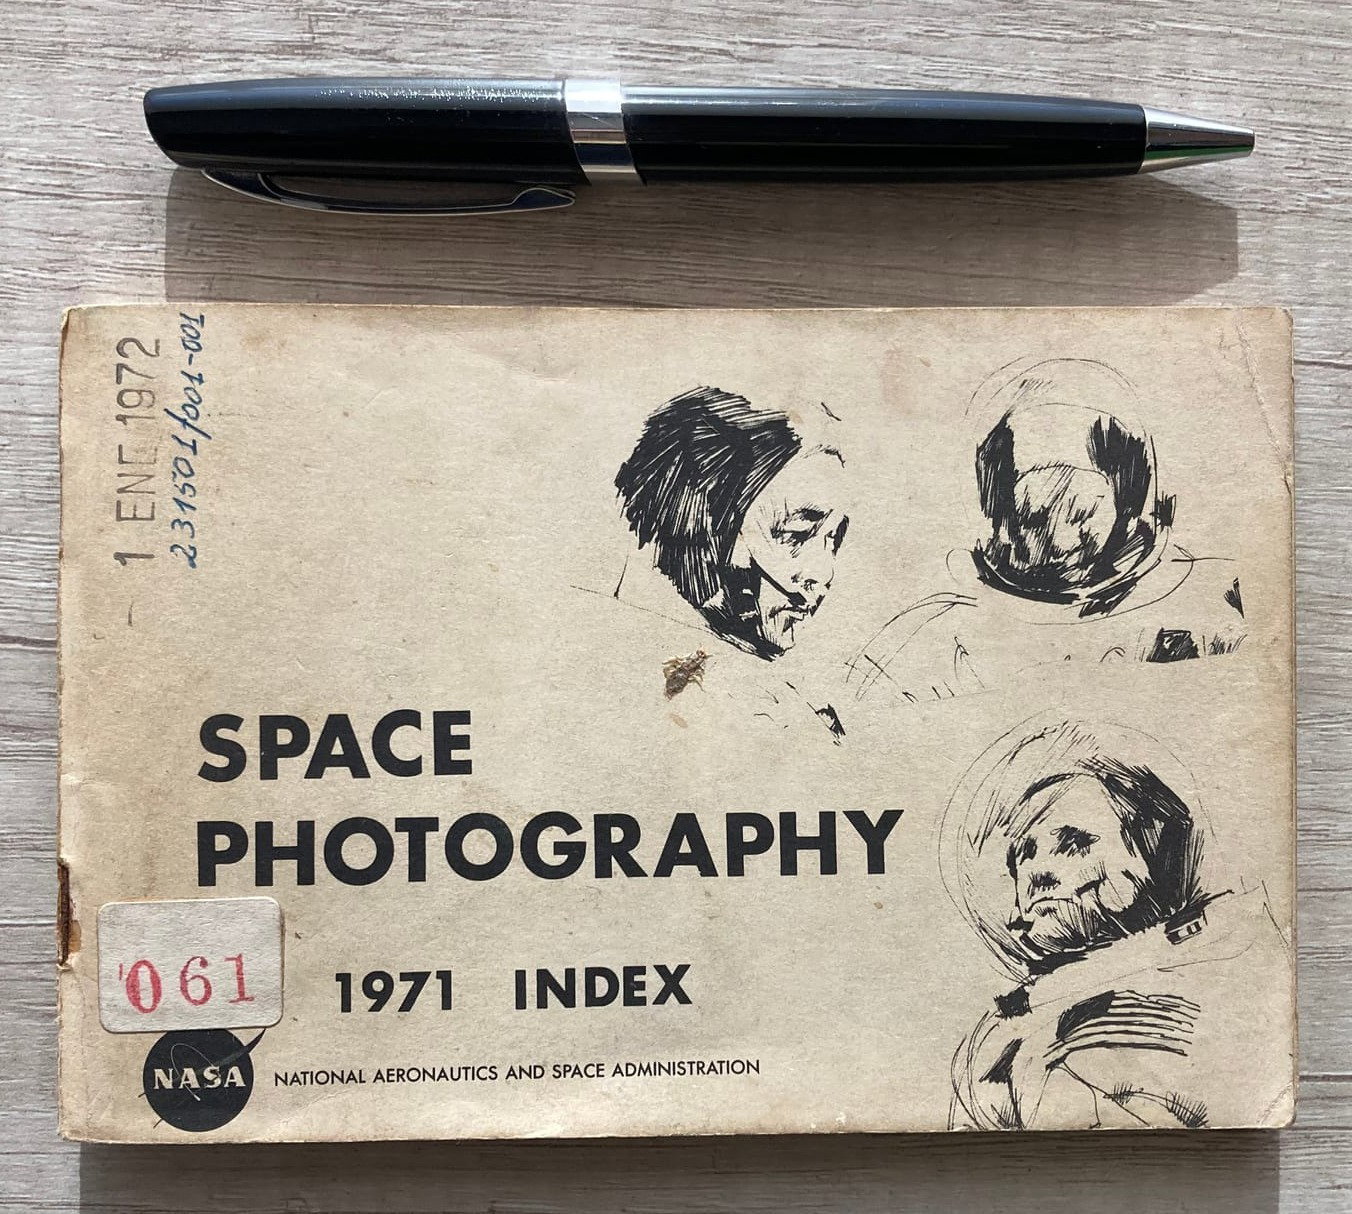 1 ENE 1972
231501/001-001
SPACE
PHOTOGRAPHY
061
1971 INDEX
NASA
NATIONAL AERONAUTICS AND SPACE ADMINISTRATION